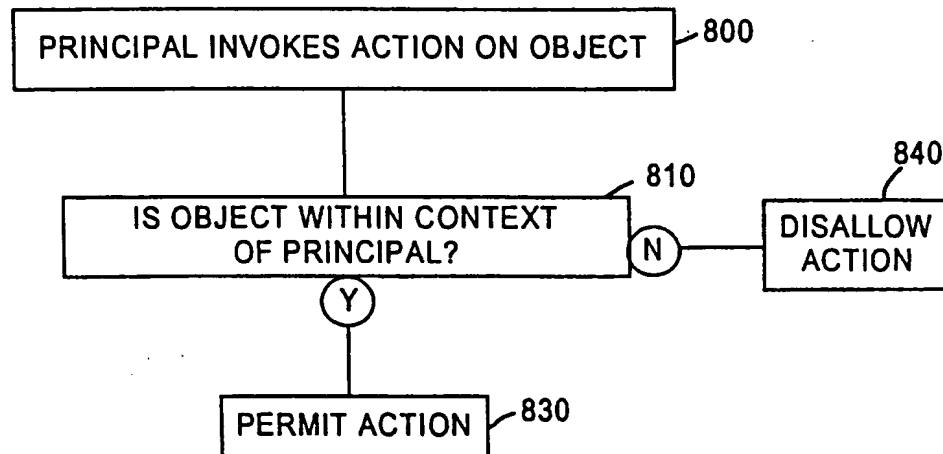 PRINCIPAL INVOKES ACTION ON OBJECT
800
810
IS OBJECT WITHIN CONTEXT
OF PRINCIPAL?
N
840
DISALLOW
ACTION
Y
PERMIT ACTION
830